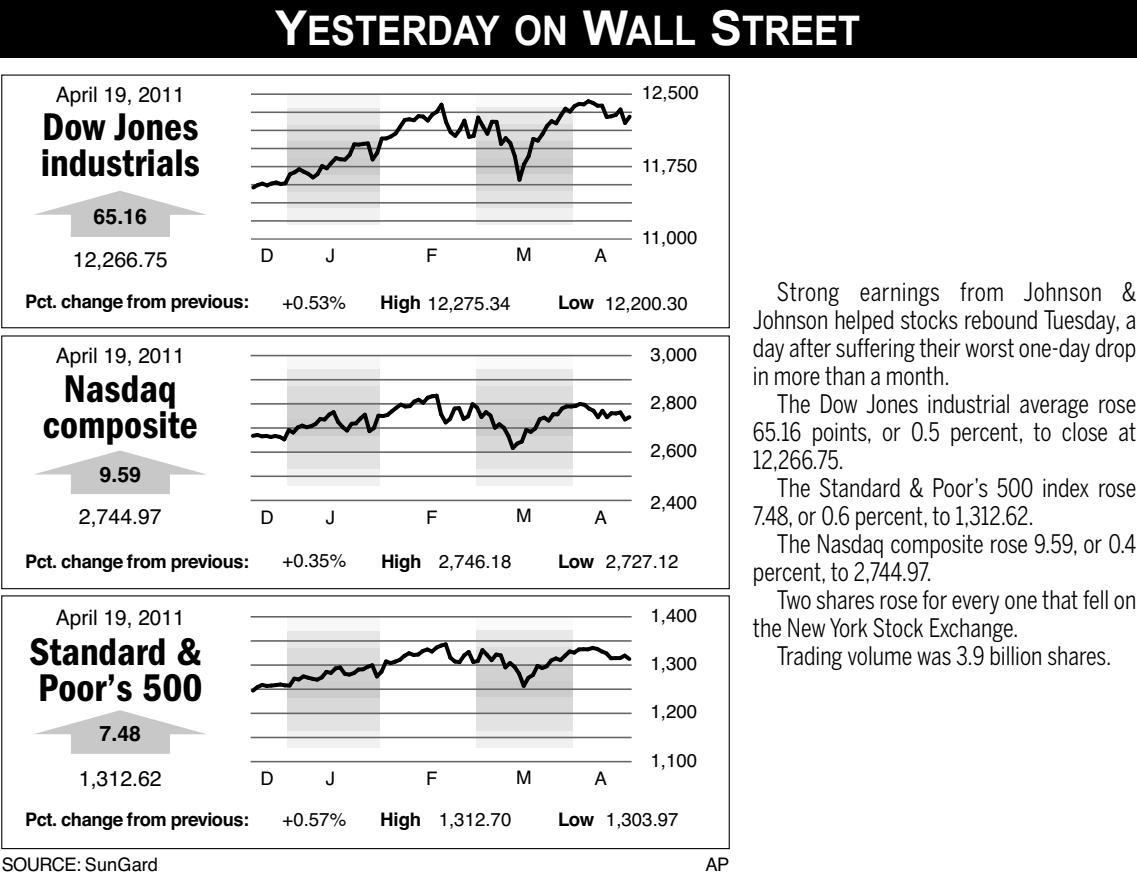 YESTERDAY ON WALL STREET
April 19, 2011
Dow Jones
industrials
65.16
12,266.75
12,500
11,750
11,000
D J F M A
Pct. change from previous: +0.53% High 12,275.34 Low 12,200.30
April 19, 2011
Nasdaq
composite
9.59
2,744.97
3,000
2,800
2,600
2,400
D J F M A
Pct. change from previous: +0.35% High 2,746.18 Low 2,727.12
April 19, 2011
Standard &
Poor's 500
7.48
1,312.62
1,400
1,300
1,200
1,100
D J F M A
Pct. change from previous: +0.57% High 1,312.70 Low 1,303.97
SOURCE: SunGard AP
Strong earnings from Johnson &
Johnson helped stocks rebound Tuesday, a
day after suffering their worst one-day drop
in more than a month.
The Dow Jones industrial average rose
65.16 points, or 0.5 percent, to close at
12,266.75.
The Standard & Poor's 500 index rose
7.48, or 0.6 percent, to 1,312.62.
The Nasdaq composite rose 9.59, or 0.4
percent, to 2,744.97.
Two shares rose for every one that fell on
the New York Stock Exchange.
Trading volume was 3.9 billion shares.